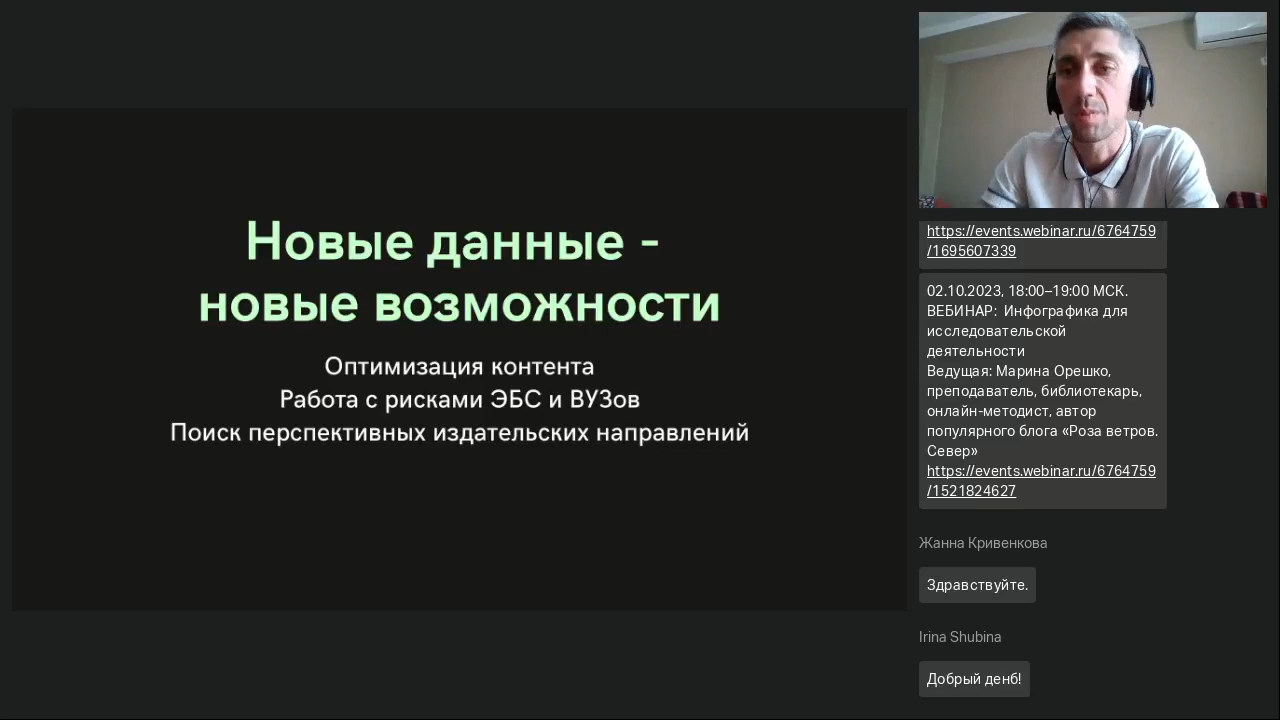 Новые данные -
новые возможности
Оптимизация контента
Работа с рисками ЭБС и ВУЗов
Поиск перспективных издательских направлений
https://events.webinar.ru/6764759
/1695607339
02.10.2023, 18:00–19:00 МСК.
ВЕБИНАР: Инфографика для
исследовательской
деятельности
Ведущая: Марина Орешко,
преподаватель, библиотекарь,
онлайн-методист, автор
популярного блога «Роза ветров.
Север»
https://events.webinar.ru/6764759
/1521824627
Жанна Кривенкова
Здравствуйте.
Irina Shubina
Добрый денб!